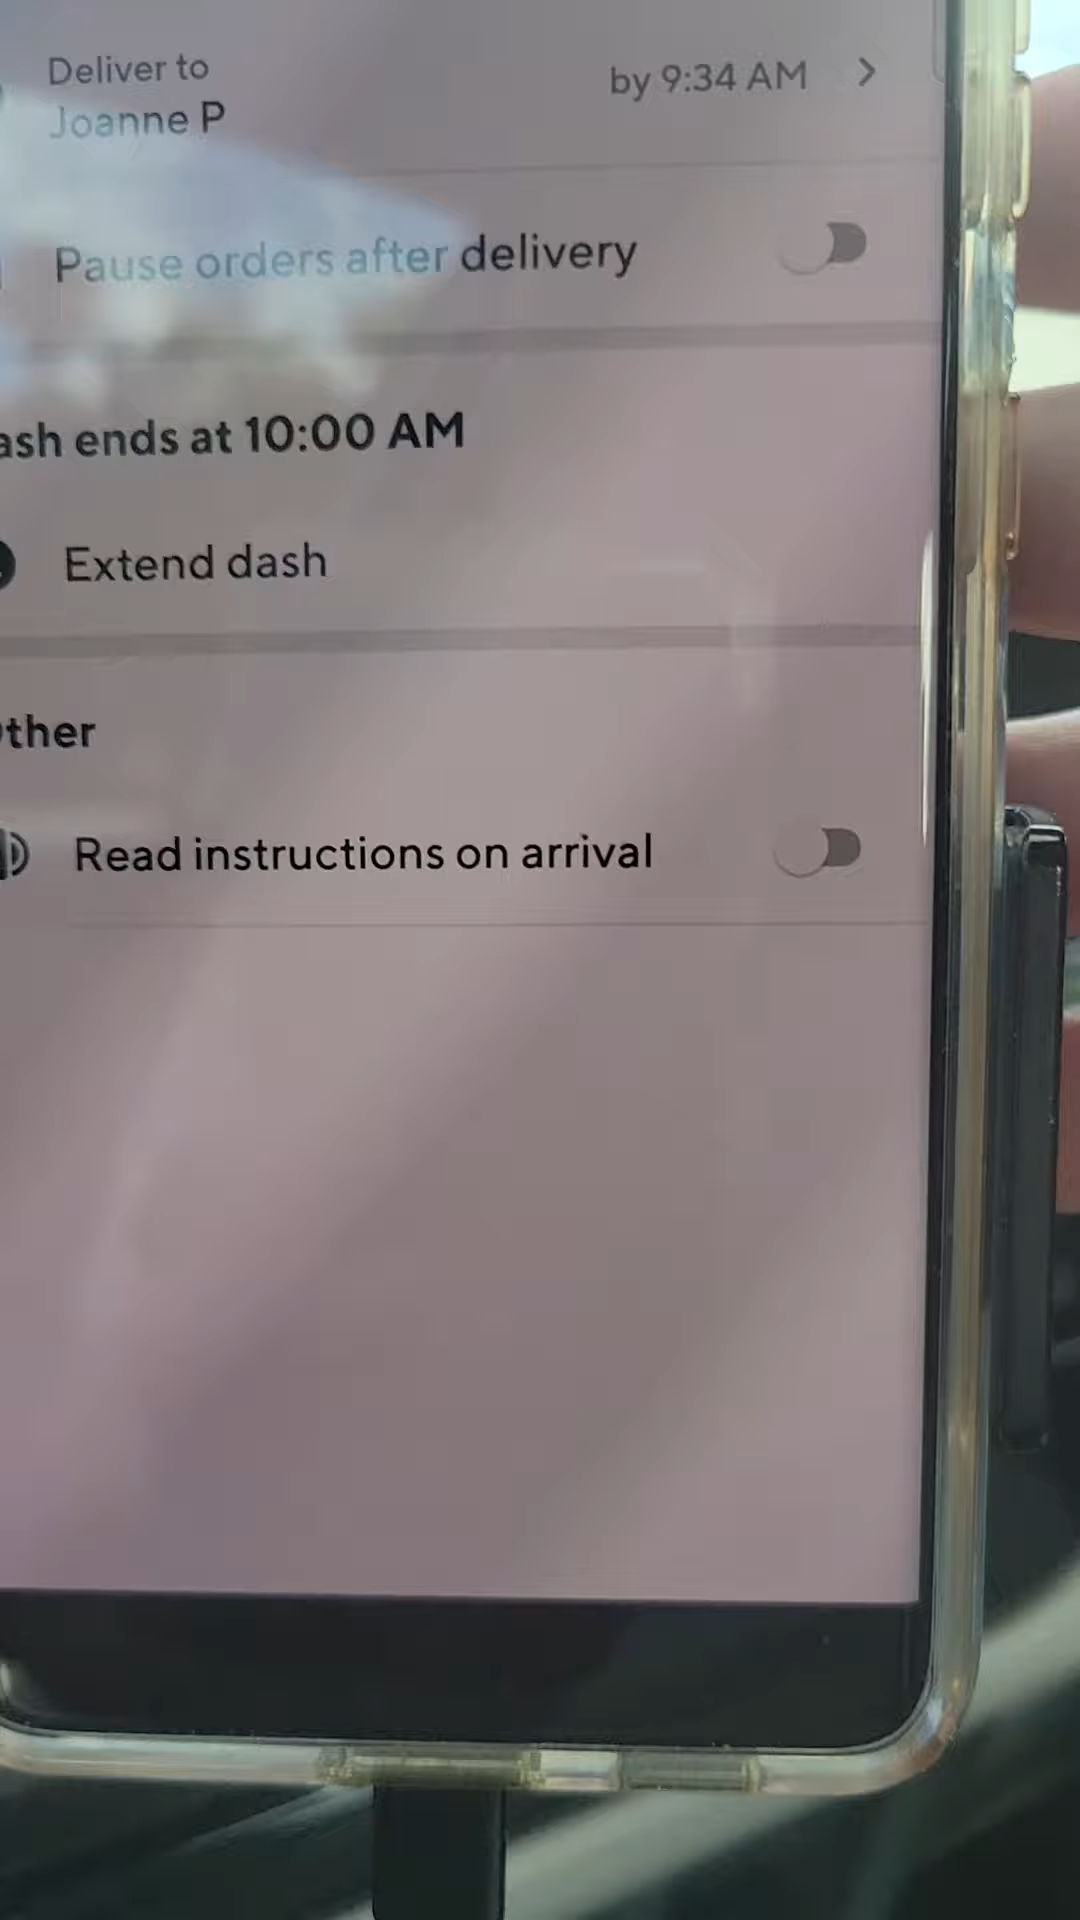 Deliver to
by 9:34 AM
Joanne P
Pause orders after delivery
ash ends at 10:00 AM
Extend dash
ther
Read instructions on arrival